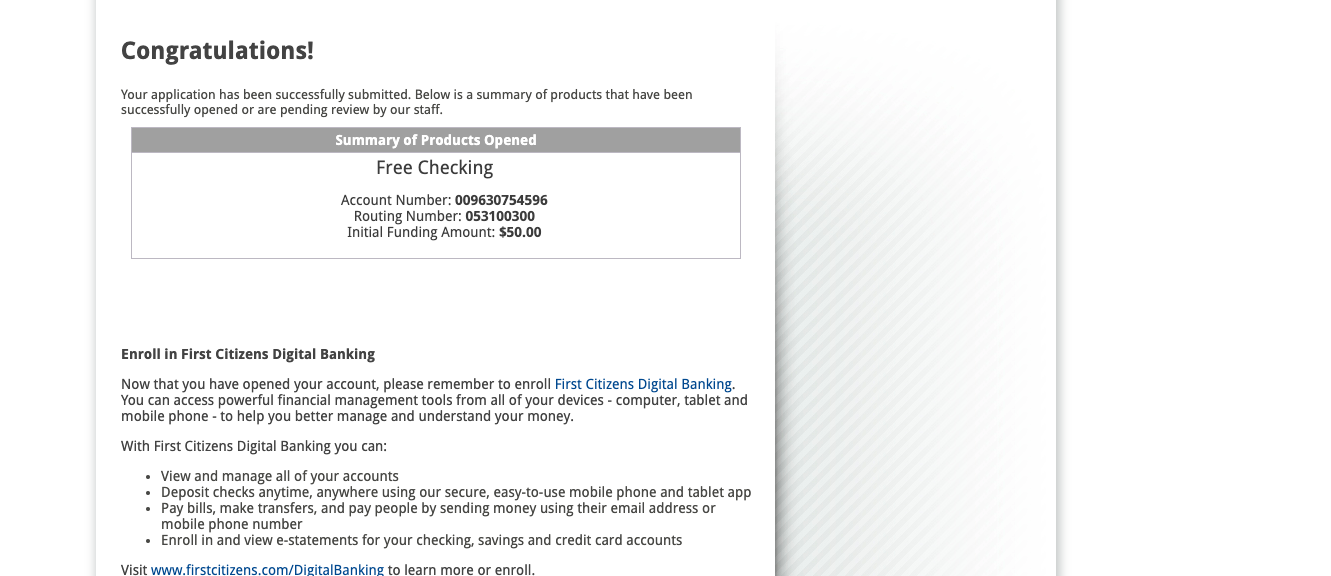 Congratulations!
Your application has been successfully submitted. Below is a summary of products that have been
successfully opened or are pending review by our staff.
Summary of Products Opened
Free Checking
Account Number: 009630754596
Routing Number: 053100300
Initial Funding Amount: $50.00
Enroll in First Citizens Digital Banking
Now that you have opened your account, please remember to enroll First Citizens Digital Banking.
You can access powerful financial management tools from all of your devices - computer, tablet and
mobile phone - to help you better manage and understand your money.
With First Citizens Digital Banking you can:
• View and manage all of your accounts
• Deposit checks anytime, anywhere using our secure, easy-to-use mobile phone and tablet app
• Pay bills, make transfers, and pay people by sending money using their email address or
mobile phone number
• Enroll in and view e-statements for your checking, savings and credit card accounts
Visit www.firstcitizens.com/DigitalBanking to learn more or enroll.